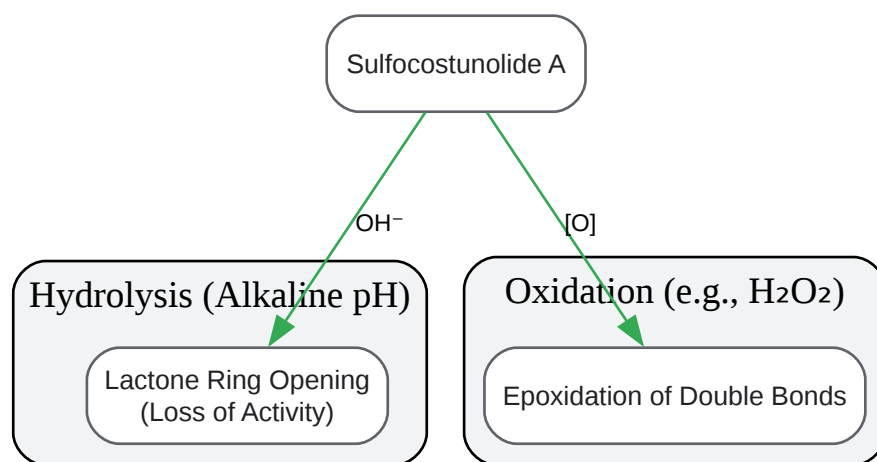 Sulfocostunolide A
OH⁻
[O]
Hydrolysis (Alkaline pH)
Oxidation (e.g., H₂O₂)
Lactone Ring Opening
(Loss of Activity)
Epoxidation of Double Bonds